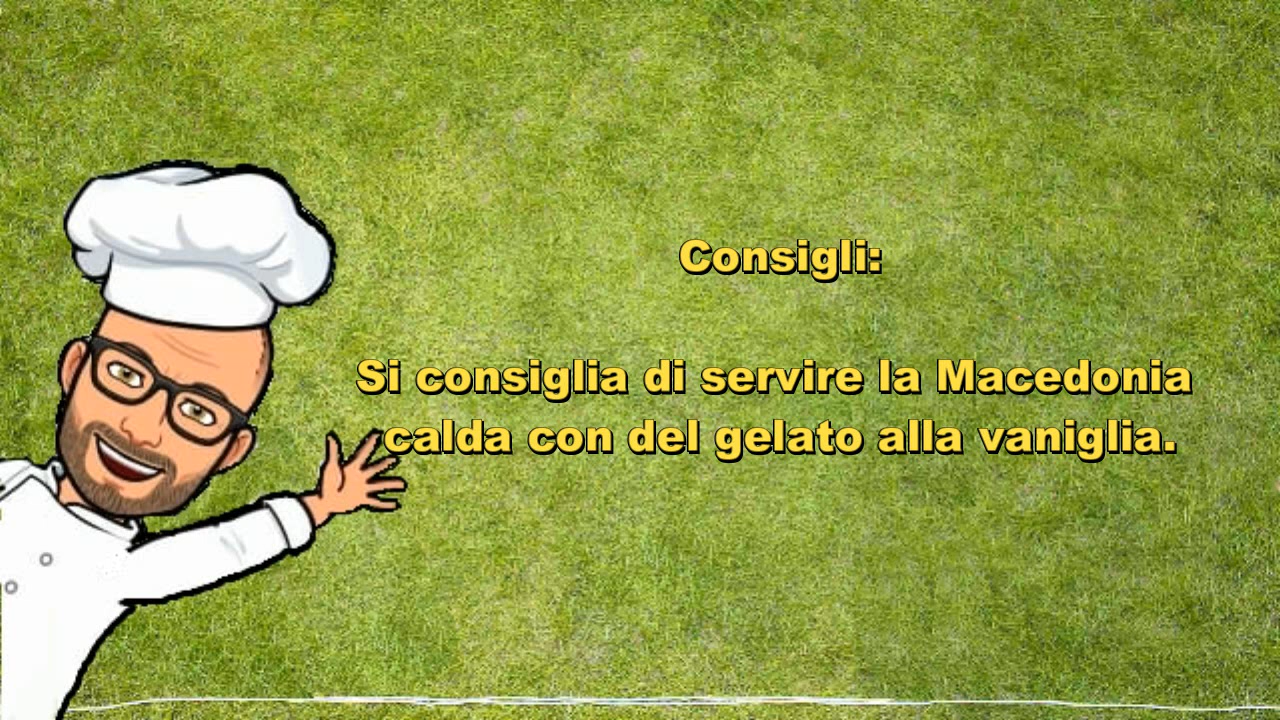 Consigli:
Si consiglia di servire la Macedonia
calda con del gelato alla vaniglia.